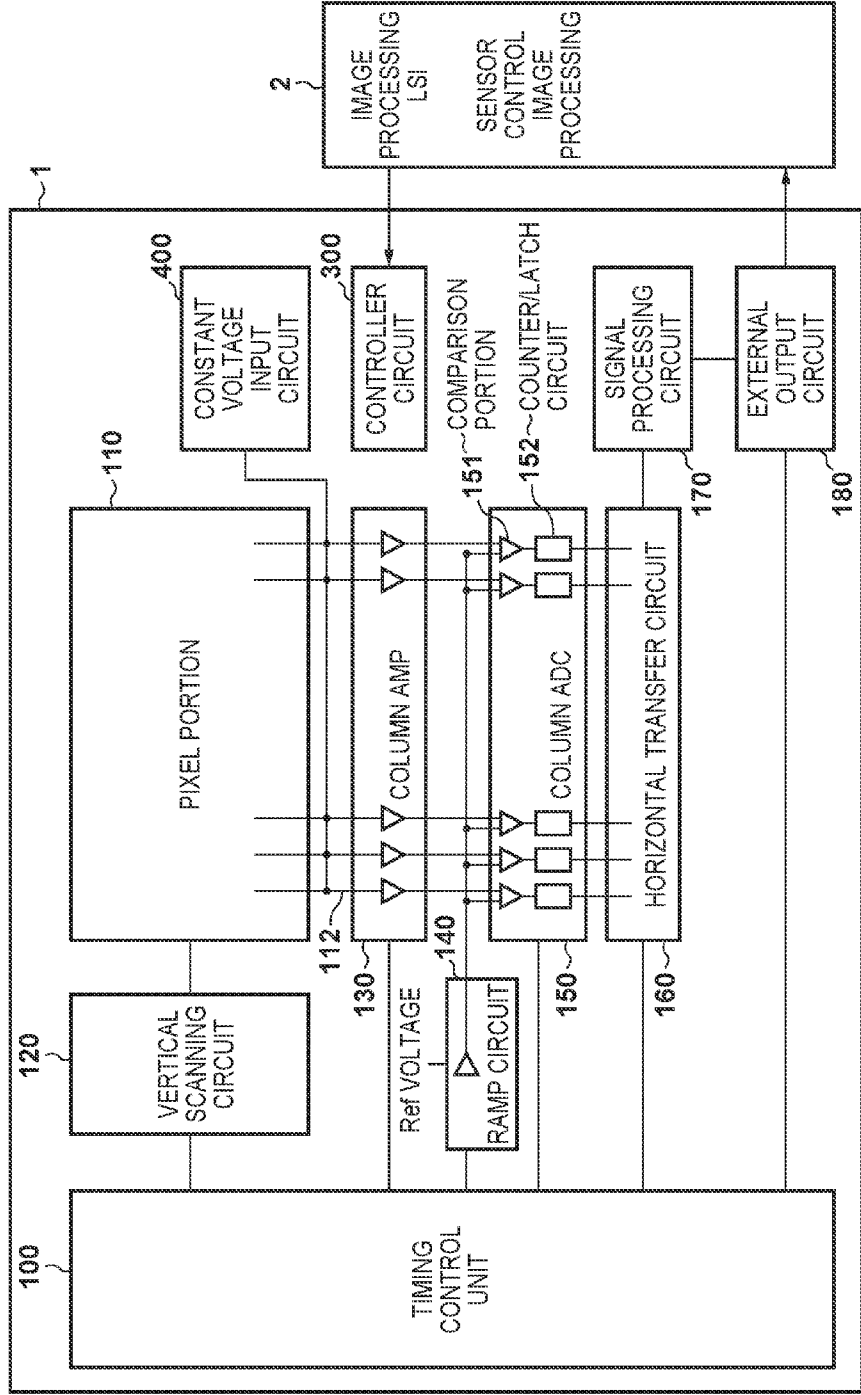 1
100
TIMING
CONTROL
UNIT
120
VERTICAL
SCANNING
CIRCUIT
110
PIXEL PORTION
400
CONSTANT
VOLTAGE
INPUT
CIRCUIT
112
130
COLUMN AMP
300
CONTROLLER
CIRCUIT
Ref VOLTAGE
140
RAMP CIRCUIT
150
COLUMN ADC
151
COMPARISON
PORTION
152
COUNTER/LATCH
CIRCUIT
160
HORIZONTAL TRANSFER CIRCUIT
170
SIGNAL
PROCESSING
CIRCUIT
180
EXTERNAL
OUTPUT
CIRCUIT
2
IMAGE
PROCESSING
LSI
SENSOR
CONTROL
IMAGE
PROCESSING